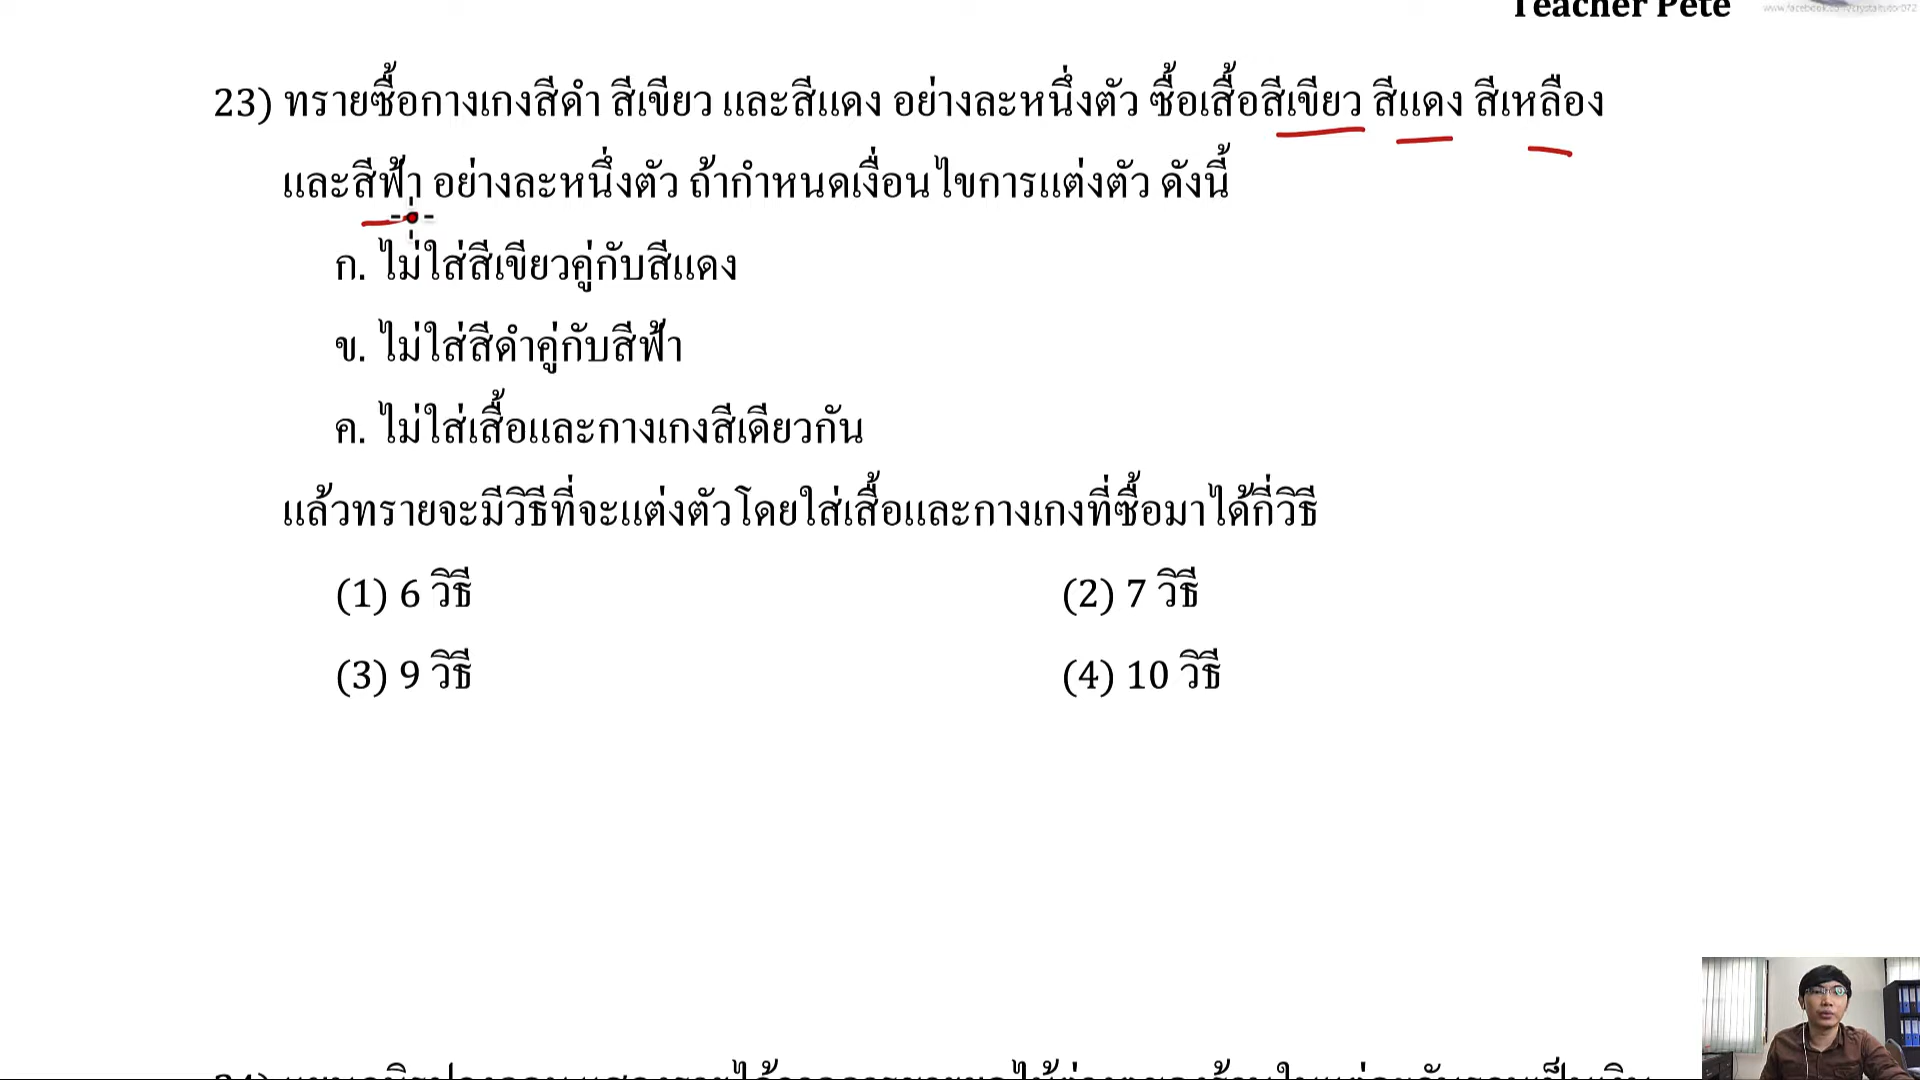 Teacher Pete
www.facebook.com/crystaltutor072
23) ทรายซื้อกางเกงสีดำ สีเขียว และสีแดง อย่างละหนึ่งตัว ซื้อเสื้อสีเขียว สีแดง สีเหลือง
และสีฟ้า อย่างละหนึ่งตัว ถ้ากำหนดเงื่อนไขการแต่งตัว ดังนี้
ก. ไม่ใส่สีเขียวคู่กับสีแดง
ข. ไม่ใส่สีดำคู่กับสีฟ้า
ค. ไม่ใส่เสื้อและกางเกงสีเดียวกัน
แล้วทรายจะมีวิธีที่จะแต่งตัวโดยใส่เสื้อและกางเกงที่ซื้อมาได้กี่วิธี
(1) 6 วิธี (2) 7 วิธี
(3) 9 วิธี (4) 10 วิธี